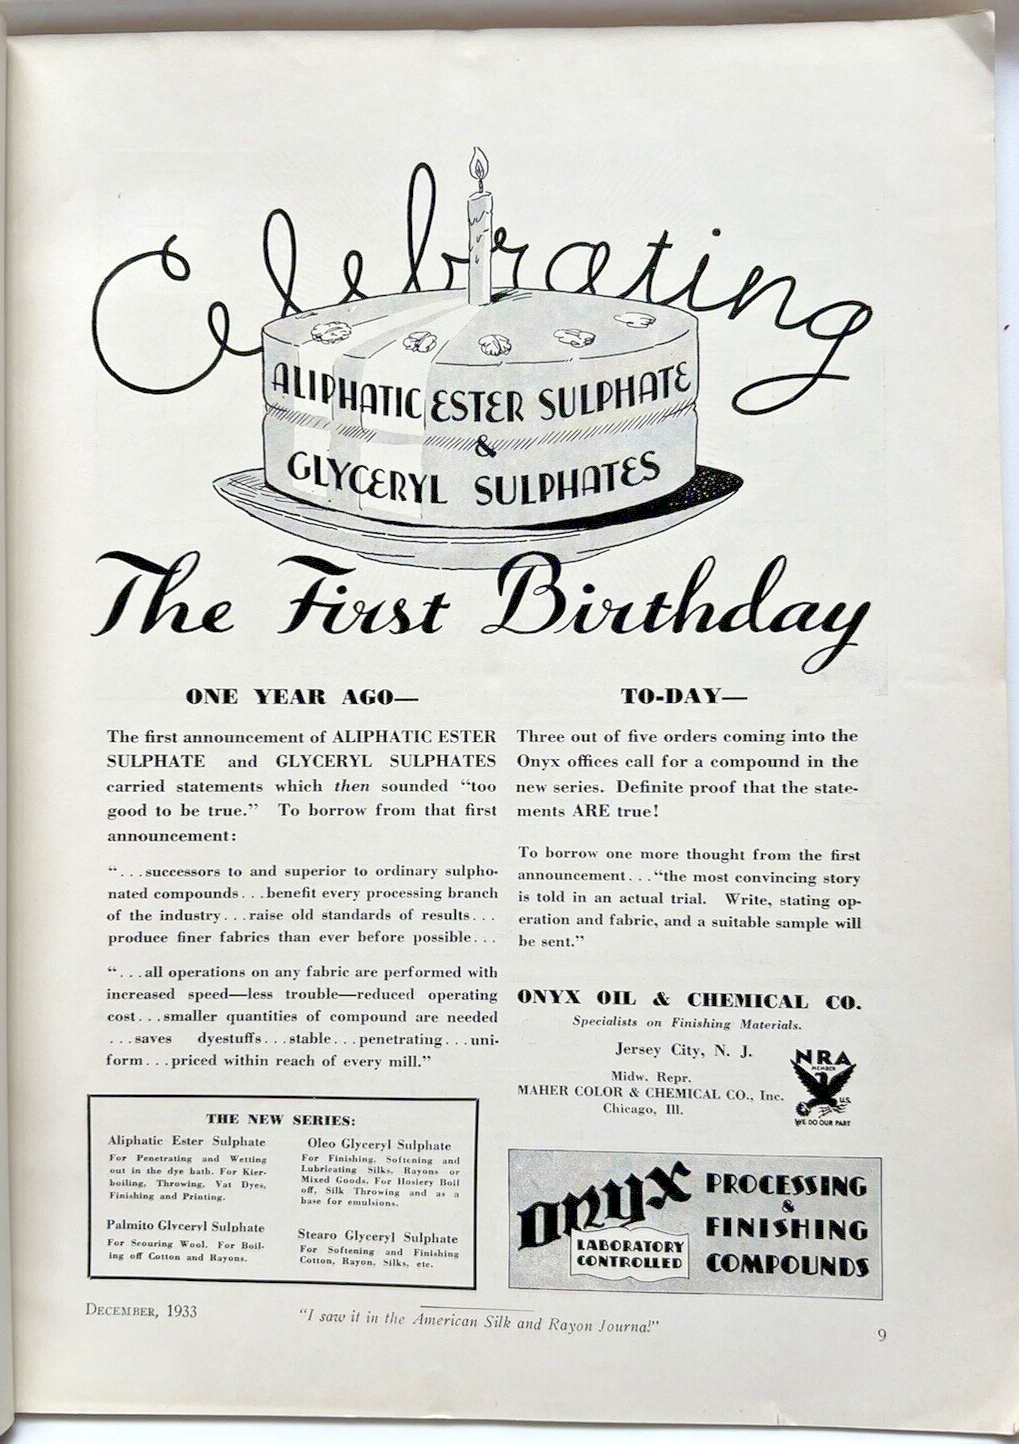 Celebrating
ALIPHATIC ESTER SULPHATE
&
GLYCERYL SULPHATES
The First Birthday
ONE YEAR AGO—
The first announcement of ALIPHATIC ESTER
SULPHATE and GLYCERYL SULPHATES
carried statements which then sounded “too
good to be true.” To borrow from that first
announcement:
“. . . successors to and superior to ordinary sulpho-
nated compounds . . . benefit every processing branch
of the industry . . . raise old standards of results . . .
produce finer fabrics than ever before possible . . .
“. . . all operations on any fabric are performed with
increased speed—less trouble—reduced operating
cost . . . smaller quantities of compound are needed
. . . saves dyestuffs . . . stable . . . penetrating . . . uni-
form . . . priced within reach of every mill.”
THE NEW SERIES:
Aliphatic Ester Sulphate
For Penetrating and Wetting
out in the dye bath. For Kier-
boiling, Throwing, Vat Dyes,
Finishing and Printing.
Palmito Glyceryl Sulphate
For Scouring Wool. For Boil-
ing off Cotton and Rayons.
Oleo Glyceryl Sulphate
For Finishing, Softening and
Lubricating Silks, Rayons or
Mixed Goods. For Hosiery Boil
off, Silk Throwing and as a
base for emulsions.
Stearo Glyceryl Sulphate
For Softening and Finishing
Cotton, Rayon, Silks, etc.
TO-DAY—
Three out of five orders coming into the
Onyx offices call for a compound in the
new series. Definite proof that the state-
ments ARE true!
To borrow one more thought from the first
announcement . . . “the most convincing story
is told in an actual trial. Write, stating op-
eration and fabric, and a suitable sample will
be sent.”
ONYX OIL & CHEMICAL CO.
Specialists on Finishing Materials.
Jersey City, N. J.
Midw. Repr.
MAHER COLOR & CHEMICAL CO., Inc.
Chicago, Ill.
NRA
MEMBER
U.S.
WE DO OUR PART
onyx
LABORATORY
CONTROLLED
PROCESSING
&
FINISHING
COMPOUNDS
DECEMBER, 1933
“I saw it in the American Silk and Rayon Journal”
9